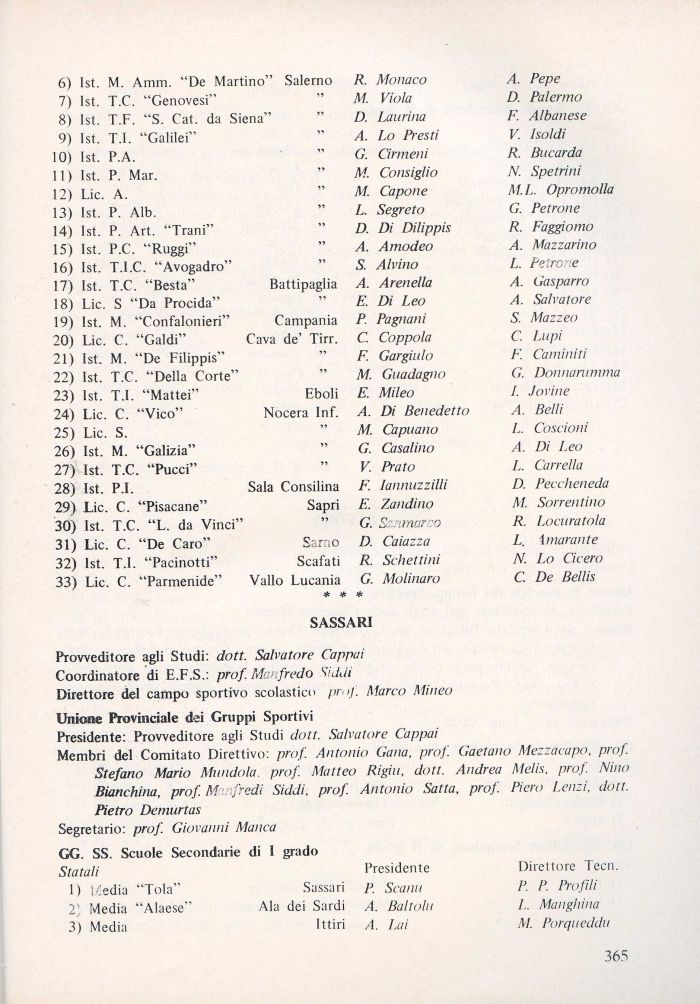 6) Ist. M. Amm. “De Martino” Salerno R. Monaco A. Pepe
7) Ist. T.C. “Genovesi” ” M. Viola D. Palermo
8) Ist. T.F. “S. Cat. da Siena” ” D. Laurina F. Albanese
9) Ist. T.I. “Galilei” ” A. Lo Presti V. Isoldi
10) Ist. P.A. ” G. Cirmeni R. Bucarda
11) Ist. P. Mar. ” M. Consiglio N. Spetrini
12) Lic. A. ” M. Capone M.L. Opromolla
13) Ist. P. Alb. ” L. Segreto G. Petrone
14) Ist. P. Art. “Trani” ” D. Di Dilippis R. Faggiomo
15) Ist. P.C. “Ruggi” ” A. Amodeo A. Mazzarino
16) Ist. T.I.C. “Avogadro” ” S. Alvino L. Petrone
17) Ist. T.C. “Besta” Battipaglia A. Arenella A. Gasparro
18) Lic. S “Da Procida” ” E. Di Leo A. Salvatore
19) Ist. M. “Confalonieri” Campania P. Pagnani S. Mazzeo
20) Lic. C. “Galdi” Cava de’ Tirr. C. Coppola C. Lupi
21) Ist. M. “De Filippis” ” F. Gargiulo F. Caminiti
22) Ist. T.C. “Della Corte” ” M. Guadagno G. Donnarumma
23) Ist. T.I. “Mattei” Eboli E. Mileo I. Jovine
24) Lic. C. “Vico” Nocera Inf. A. Di Benedetto A. Belli
25) Lic. S. ” M. Capuano L. Coscioni
26) Ist. M. “Galizia” ” G. Casalino A. Di Leo
27) Ist. T.C. “Pucci” ” V. Prato L. Carrella
28) Ist. P.I. Sala Consilina F. Iannuzzilli D. Peccheneda
29) Lic. C. “Pisacane” Sapri E. Zandino M. Sorrentino
30) Ist. T.C. “L. da Vinci” ” G. Sanmarco R. Locuratola
31) Lic. C. “De Caro” Sarno D. Caiazza L. Amarante
32) Ist. T.I. “Pacinotti” Scafati R. Schettini N. Lo Cicero
33) Lic. C. “Parmenide” Vallo Lucania G. Molinaro C. De Bellis
* * *
SASSARI
Provveditore agli Studi: dott. Salvatore Cappai
Coordinatore di E.F.S.: prof. Manfredo Siddi
Direttore del campo sportivo scolastico prof. Marco Mineo
Unione Provinciale dei Gruppi Sportivi
Presidente: Provveditore agli Studi dott. Salvatore Cappai
Membri del Comitato Direttivo: prof. Antonio Gana, prof. Gaetano Mezzacapo, prof.
Stefano Mario Mundola, prof. Matteo Rigiu, dott. Andrea Melis, prof. Nino
Bianchina, prof. Manfredi Siddi, prof. Antonio Satta, prof. Piero Lenzi, dott.
Pietro Demurtas
Segretario: prof. Giovanni Manca
GG. SS. Scuole Secondarie di I grado
Statali Presidente Direttore Tecn.
1) Media “Tola” Sassari P. Scanu P. P. Profili
2) Media “Alaese” Ala dei Sardi A. Baltolu L. Manghina
3) Media Ittiri A. Lai M. Porqueddu
365